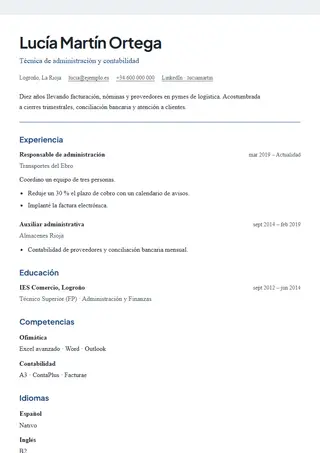 Lucía Martín Ortega
Técnica de administración y contabilidad
Logroño, La Rioja lucia@ejemplo.es +34 600 000 000 LinkedIn · luciamartin
Diez años llevando facturación, nóminas y proveedores en pymes de logística. Acostumbrada
a cierres trimestrales, conciliación bancaria y atención a clientes.
Experiencia
Responsable de administración mar 2019 – Actualidad
Transportes del Ebro
Coordino un equipo de tres personas.
• Reduje un 30 % el plazo de cobro con un calendario de avisos.
• Implanté la factura electrónica.
Auxiliar administrativa sept 2014 – feb 2019
Almacenes Rioja
• Contabilidad de proveedores y conciliación bancaria mensual.
Educación
IES Comercio, Logroño sept 2012 – jun 2014
Técnico Superior (FP) · Administración y Finanzas
Competencias
Ofimática
Excel avanzado · Word · Outlook
Contabilidad
A3 · ContaPlus · Facturae
Idiomas
Español
Nativo
Inglés
B2